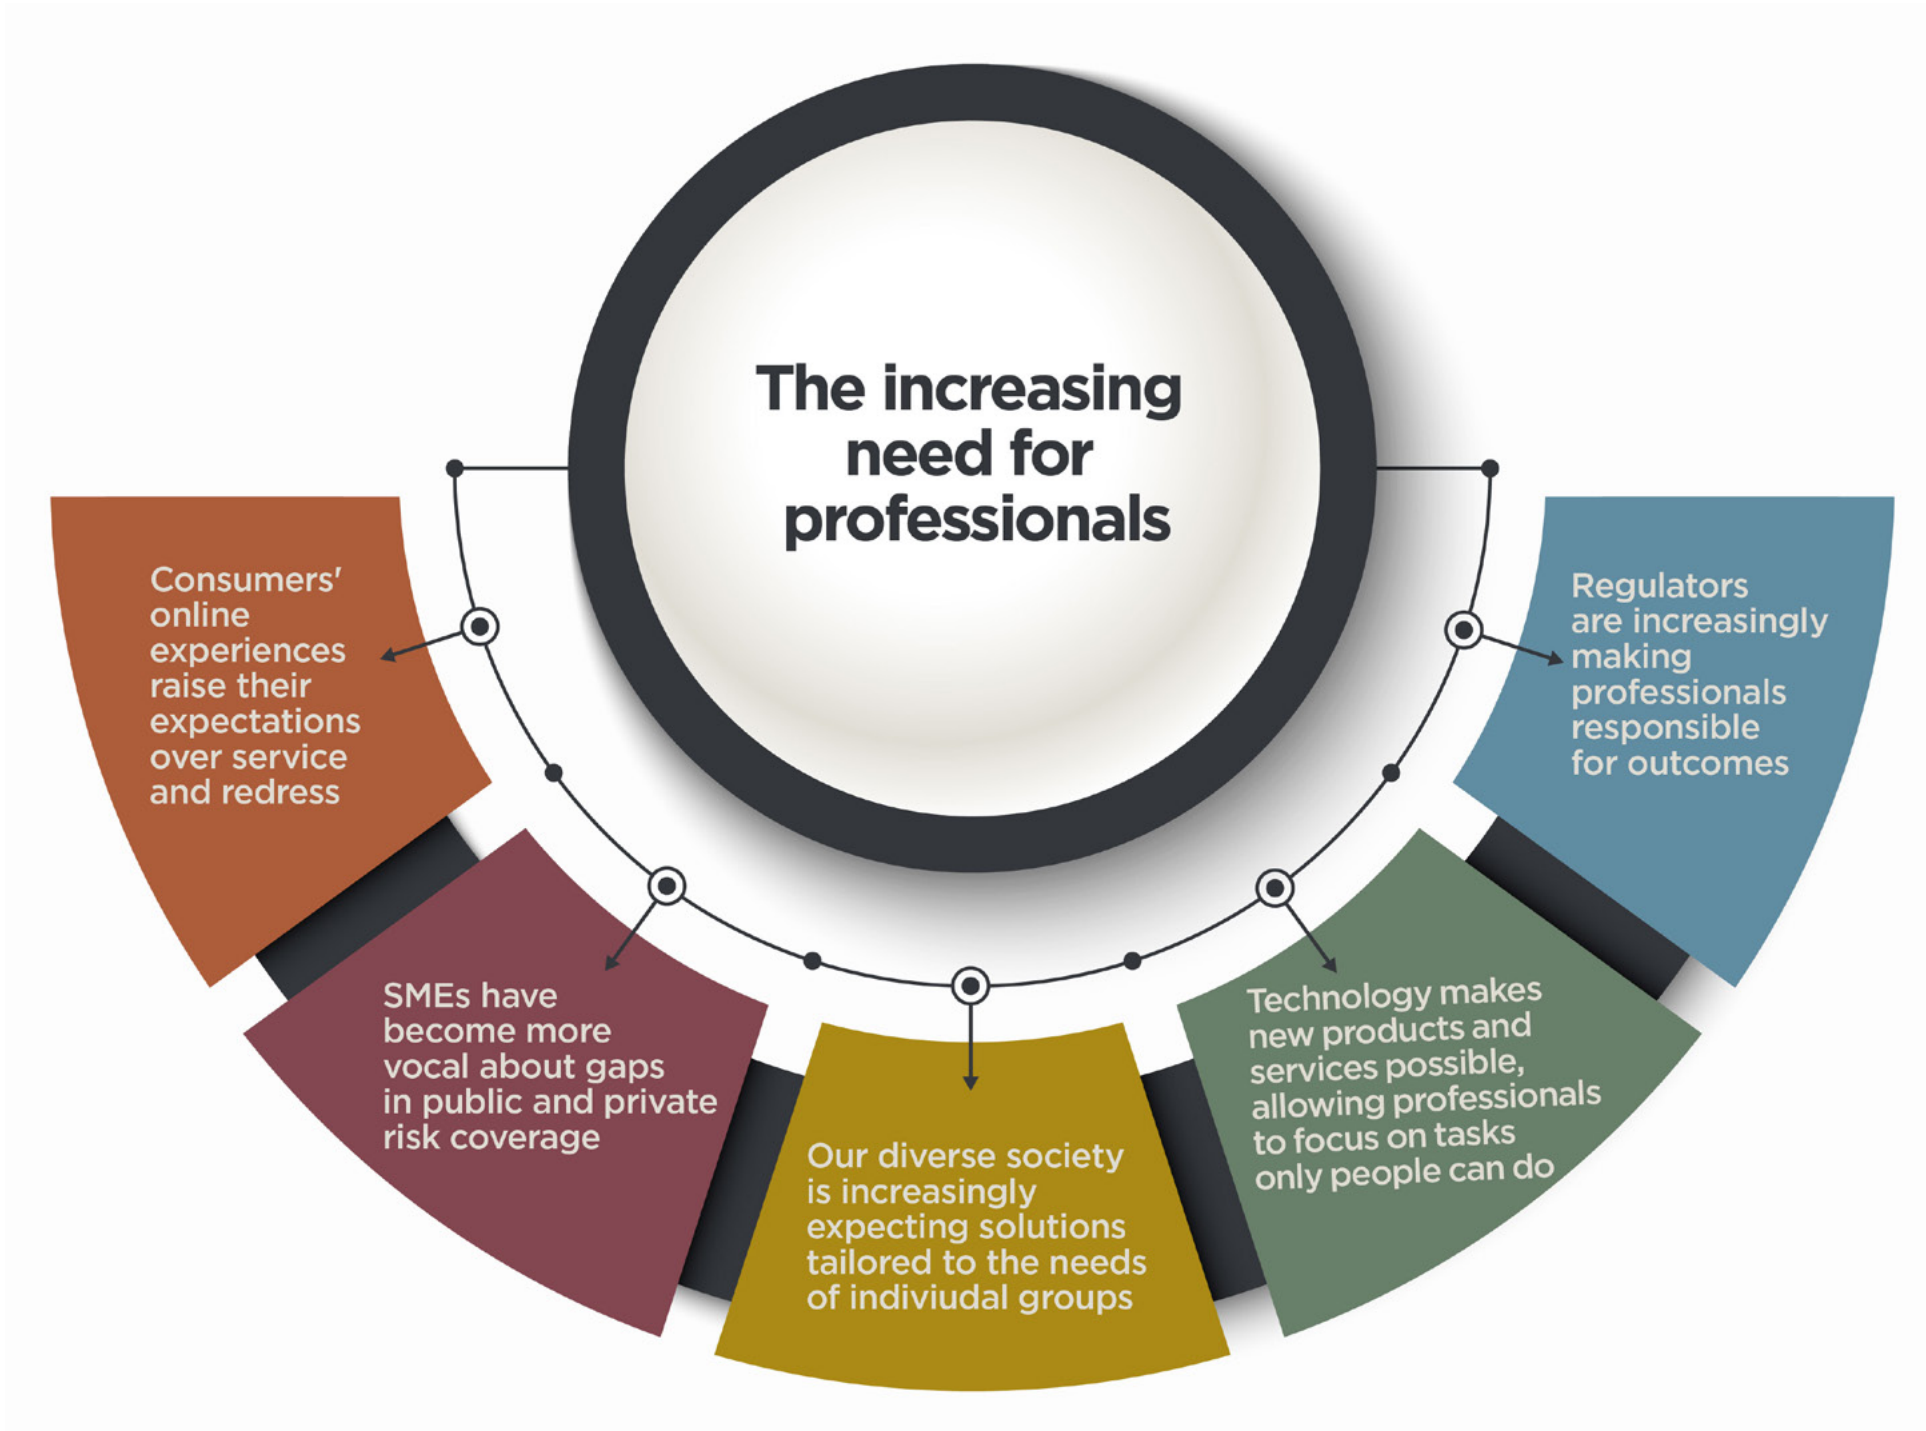 The increasing
need for
professionals
Consumers'
online
experiences
raise their
expectations
over service
and redress
SMEs have
become more
vocal about gaps
in public and private
risk coverage
Our diverse society
is increasingly
expecting solutions
tailored to the needs
of indiviudal groups
Technology makes
new products and
services possible,
allowing professionals
to focus on tasks
only people can do
Regulators
are increasingly
making
professionals
responsible
for outcomes